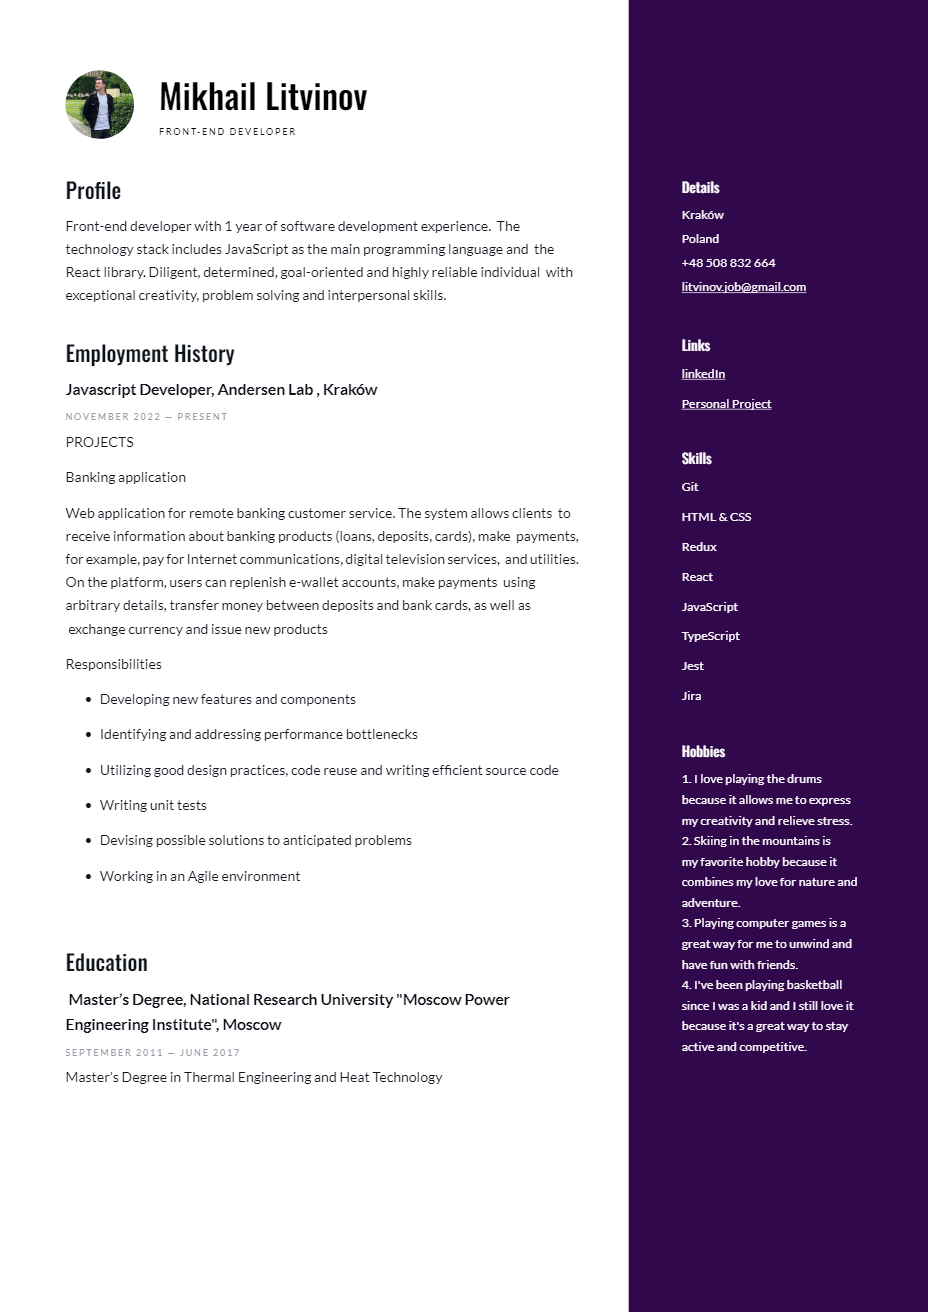 Mikhail Litvinov
FRONT-END DEVELOPER
Profile
Front-end developer with 1 year of software development experience.  The
technology stack includes JavaScript as the main programming language and  the
React library. Diligent, determined, goal-oriented and highly reliable individual  with
exceptional creativity, problem solving and interpersonal skills.
Employment History
Javascript Developer, Andersen Lab , Kraków
NOVEMBER 2022 — PRESENT
PROJECTS
Banking application
Web application for remote banking customer service. The system allows clients  to
receive information about banking products (loans, deposits, cards), make  payments,
for example, pay for Internet communications, digital television services,  and utilities.
On the platform, users can replenish e-wallet accounts, make payments  using
arbitrary details, transfer money between deposits and bank cards, as well as
exchange currency and issue new products
Responsibilities
• Developing new features and components
• Identifying and addressing performance bottlenecks
• Utilizing good design practices, code reuse and writing efficient source code
• Writing unit tests
• Devising possible solutions to anticipated problems
• Working in an Agile environment
Education
Master’s Degree, National Research University "Moscow Power
Engineering Institute", Moscow
SEPTEMBER 2011 — JUNE 2017
Master’s Degree in Thermal Engineering and Heat Technology
Details
Kraków
Poland
+48 508 832 664
litvinov.job@gmail.com
Links
linkedIn
Personal Project
Skills
Git
HTML & CSS
Redux
React
JavaScript
TypeScript
Jest
Jira
Hobbies
1. I love playing the drums
because it allows me to express
my creativity and relieve stress.
2. Skiing in the mountains is
my favorite hobby because it
combines my love for nature and
adventure.
3. Playing computer games is a
great way for me to unwind and
have fun with friends.
4. I've been playing basketball
since I was a kid and I still love it
because it's a great way to stay
active and competitive.